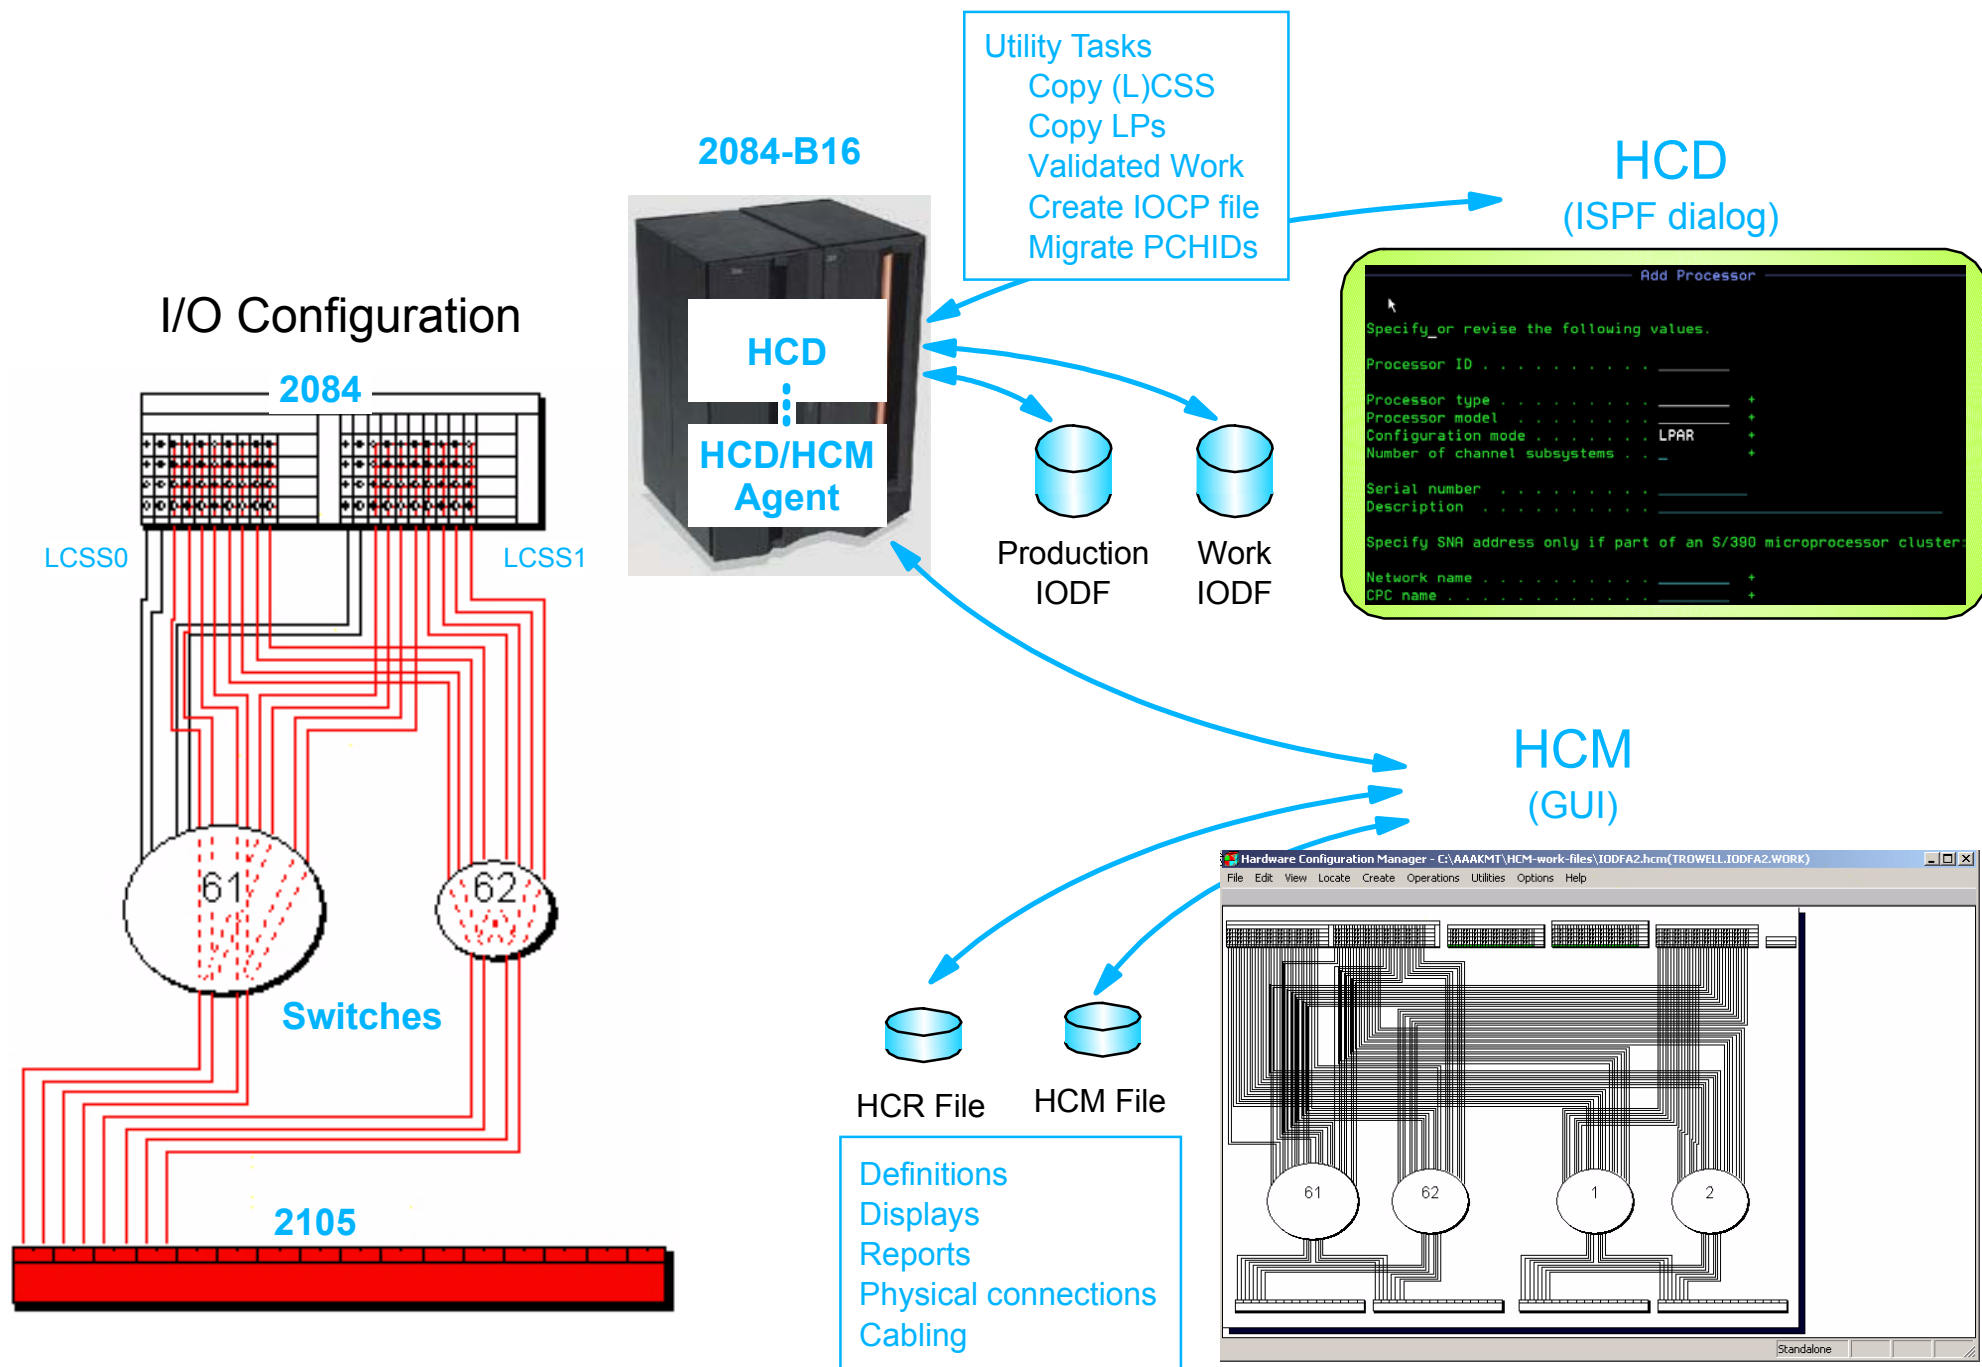 Utility Tasks
Copy (L)CSS
Copy LPs
Validated Work
Create IOCP file
Migrate PCHIDs
2084-B16
HCD
(ISPF dialog)
I/O Configuration
2084
LCSS0
LCSS1
61
62
Switches
2105
HCD
HCD/HCM
Agent
Production
IODF
Work
IODF
Add Processor
Specify or revise the following values.
Processor ID . . . . . . . . . .
Processor type . . . . . . . . . +
Processor model . . . . . . . . +
Configuration mode . . . . . . . LPAR +
Number of channel subsystems . . +
Serial number . . . . . . . . .
Description . . . . . . . . . .
Specify SNA address only if part of an S/390 microprocessor cluster:
Network name . . . . . . . . . . +
CPC name . . . . . . . . . . . . +
HCM
(GUI)
HCR File
HCM File
Definitions
Displays
Reports
Physical connections
Cabling
Hardware Configuration Manager - C:\AAAKMT\HCM-work-files\IODFA2.hcm(TROWELL.IODFA2.WORK)
File Edit View Locate Create Operations Utilities Options Help
61
62
1
2
Standalone